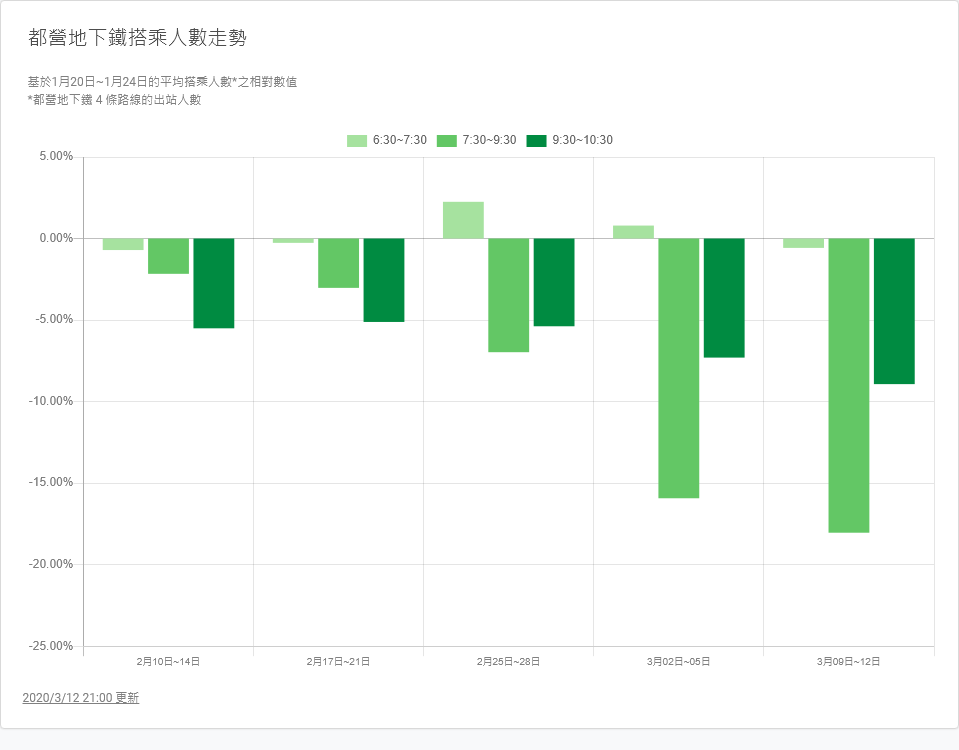 都營地下鐵搭乘人數走勢
基於1月20日~1月24日的平均搭乘人數*之相對數值
*都營地下鐵 4 條路線的出站人數
6:30~7:30 7:30~9:30 9:30~10:30
5.00%
0.00%
-5.00%
-10.00%
-15.00%
-20.00%
-25.00%
2月10日~14日 2月17日~21日 2月25日~28日 3月02日~05日 3月09日~12日
2020/3/12 21:00 更新